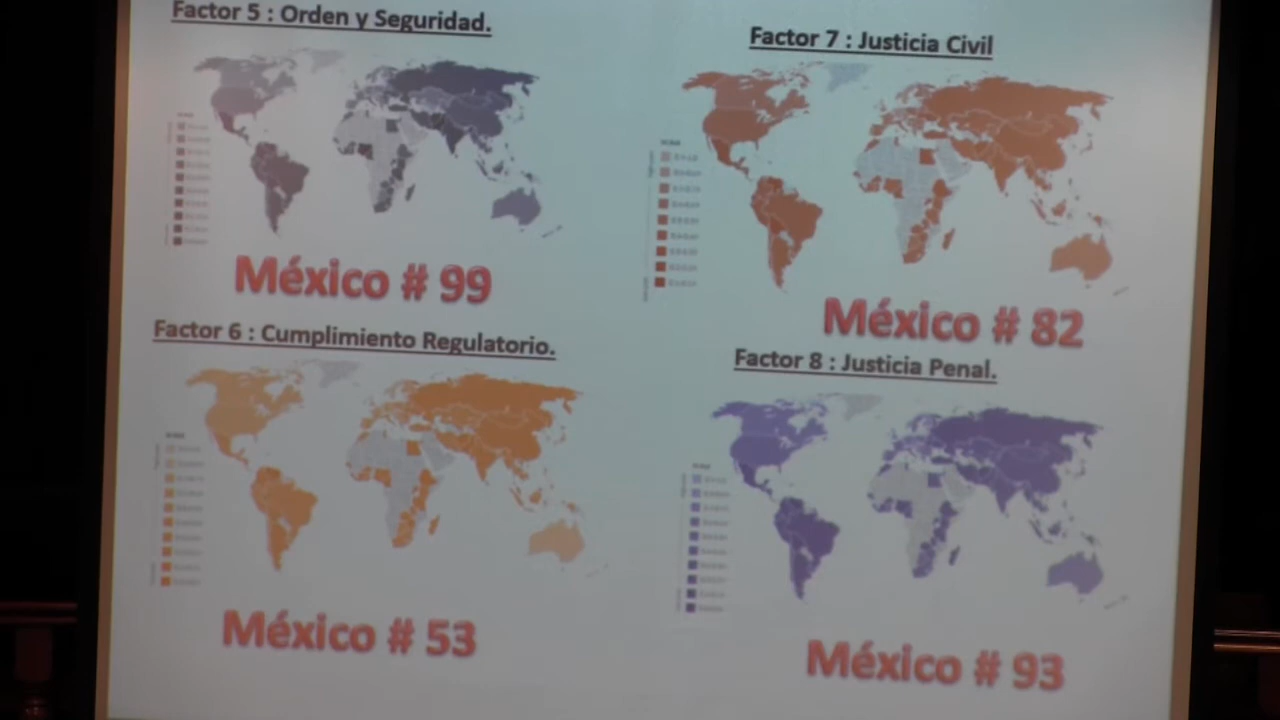 Factor 5 : Orden y Seguridad.
México # 99
Factor 6 : Cumplimiento Regulatorio.
México # 53
Factor 7 : Justicia Civil
México # 82
Factor 8 : Justicia Penal.
México # 93